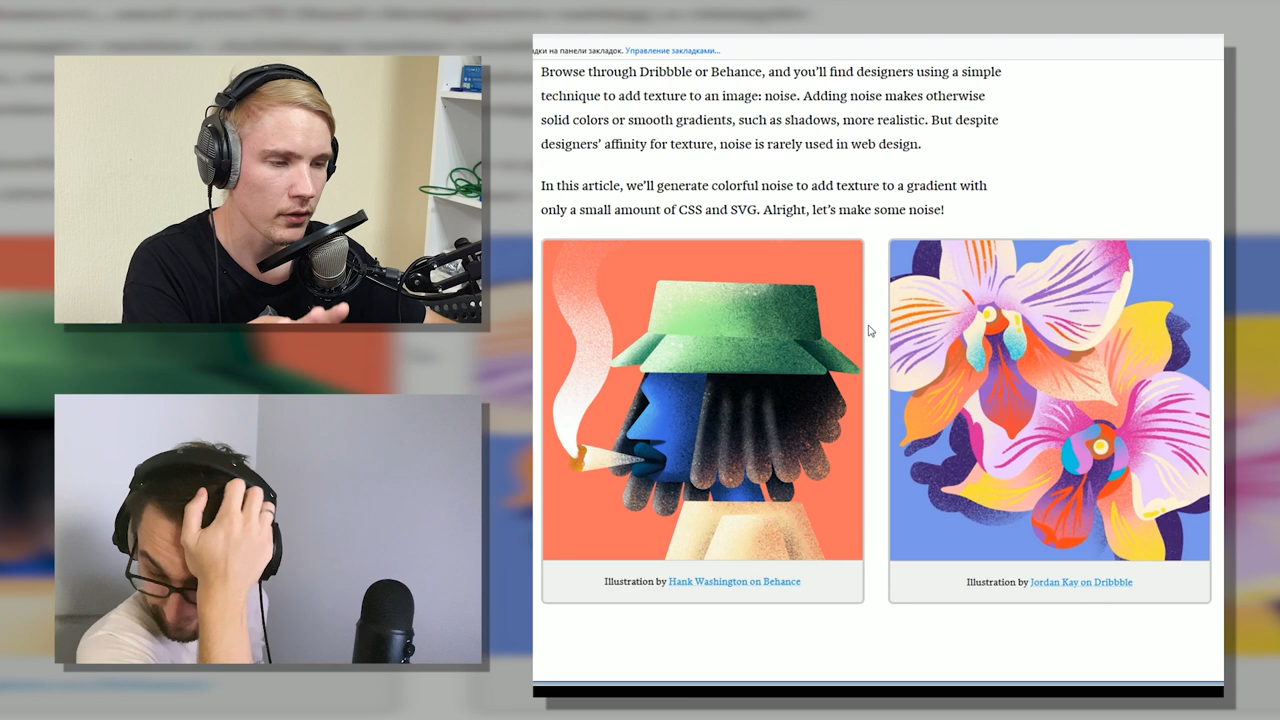 дки на панели закладок. Управление закладками...
Browse through Dribbble or Behance, and you’ll find designers using a simple
technique to add texture to an image: noise. Adding noise makes otherwise
solid colors or smooth gradients, such as shadows, more realistic. But despite
designers’ affinity for texture, noise is rarely used in web design.
In this article, we’ll generate colorful noise to add texture to a gradient with
only a small amount of CSS and SVG. Alright, let’s make some noise!
Illustration by Hank Washington on Behance
Illustration by Jordan Kay on Dribbble